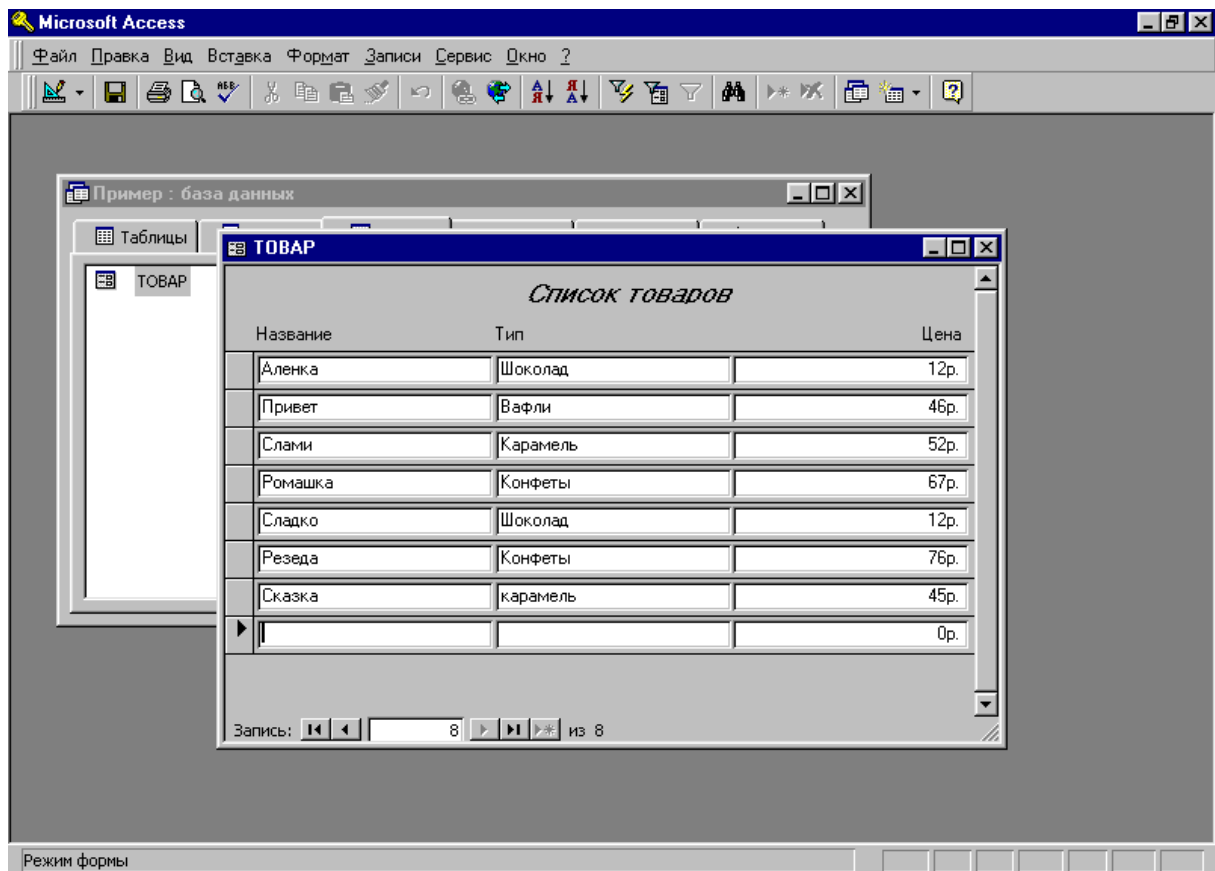 Microsoft Access
Файл Правка Вид Вставка Формат Записи Сервис Окно ?
Пример : база данных
Таблицы
ТОВАР
ТОВАР
Список товаров
Название Тип Цена
Аленка Шоколад 12р.
Привет Вафли 46р.
Слами Карамель 52р.
Ромашка Конфеты 67р.
Сладко Шоколад 12р.
Резеда Конфеты 76р.
Сказка карамель 45р.
0р.
Запись: 8 из 8
Режим формы